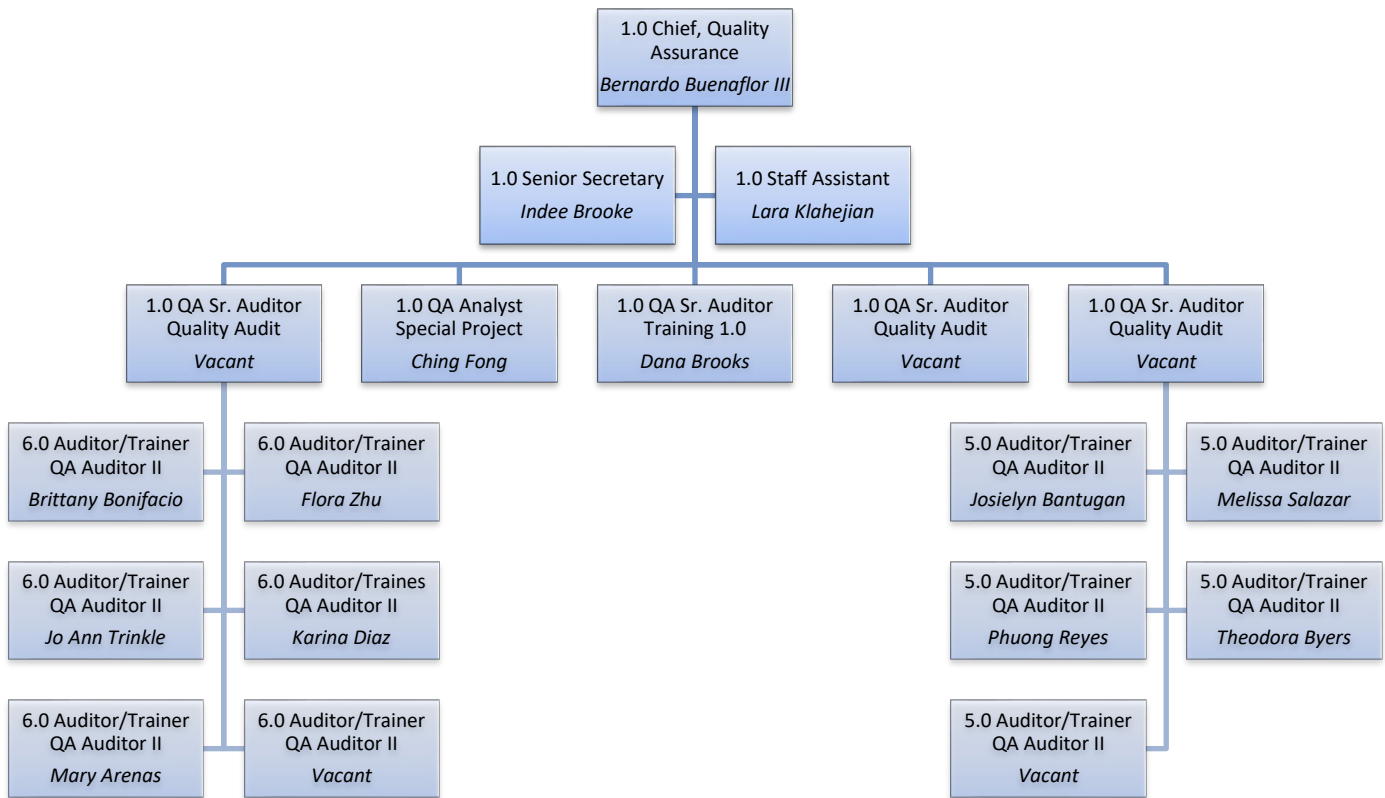 1.0 Chief, Quality
Assurance
Bernardo Buenaflor III
1.0 Senior Secretary
Indee Brooke
1.0 Staff Assistant
Lara Klahejian
1.0 QA Sr. Auditor
Quality Audit
Vacant
1.0 QA Analyst
Special Project
Ching Fong
1.0 QA Sr. Auditor
Training 1.0
Dana Brooks
1.0 QA Sr. Auditor
Quality Audit
Vacant
1.0 QA Sr. Auditor
Quality Audit
Vacant
6.0 Auditor/Trainer
QA Auditor II
Brittany Bonifacio
6.0 Auditor/Trainer
QA Auditor II
Flora Zhu
5.0 Auditor/Trainer
QA Auditor II
Josielyn Bantugan
5.0 Auditor/Trainer
QA Auditor II
Melissa Salazar
6.0 Auditor/Trainer
QA Auditor II
Jo Ann Trinkle
6.0 Auditor/Traines
QA Auditor II
Karina Diaz
5.0 Auditor/Trainer
QA Auditor II
Phuong Reyes
5.0 Auditor/Trainer
QA Auditor II
Theodora Byers
6.0 Auditor/Trainer
QA Auditor II
Mary Arenas
6.0 Auditor/Trainer
QA Auditor II
Vacant
5.0 Auditor/Trainer
QA Auditor II
Vacant